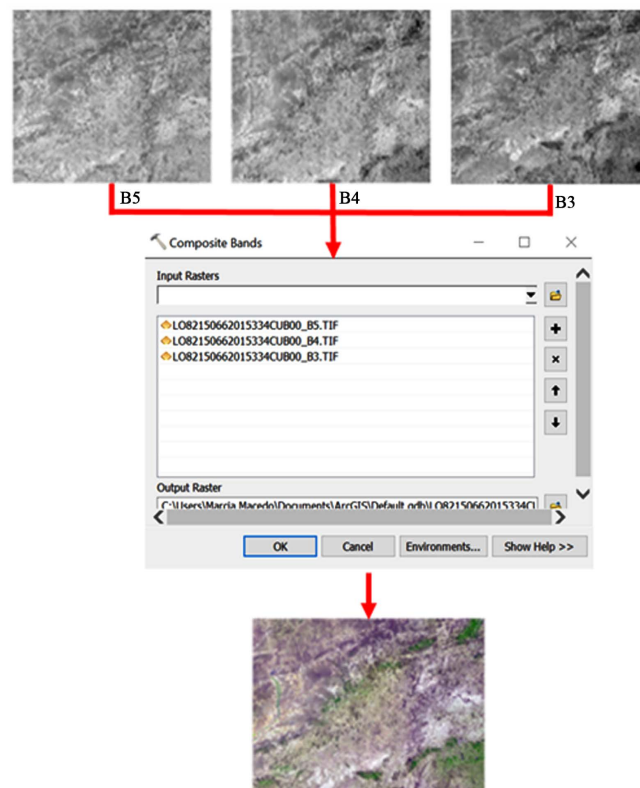 B5
B4
B3
Composite Bands
Input Rasters
LO82150662015334CUB00_B5.TIF
LO82150662015334CUB00_B4.TIF
LO82150662015334CUB00_B3.TIF
Output Raster
C:\Users\Marcia Macedo\Documents\ArcGIS\Default.gdb\LO82150662015334CU
OK
Cancel
Environments...
Show Help >>